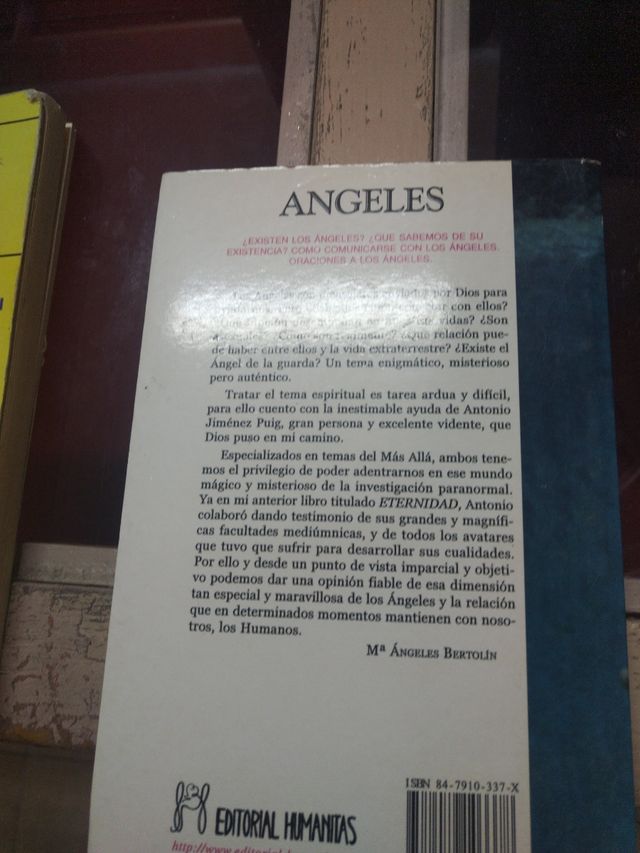 ANGELES
¿EXISTEN LOS ÁNGELES? ¿QUE SABEMOS DE SU
EXISTENCIA? COMO COMUNICARSE CON LOS ÁNGELES.
ORACIONES A LOS ÁNGELES.
enviados por Dios para
con ellos?
vidas? ¿Son
¿Que relación pue-
de haber entre ellos y la vida extraterrestre? ¿Existe el
Ángel de la guarda? Un tema enigmático, misterioso
pero auténtico.
Tratar el tema espiritual es tarea ardua y difícil,
para ello cuento con la inestimable ayuda de Antonio
Jiménez Puig, gran persona y excelente vidente, que
Dios puso en mi camino.
Especializados en temas del Más Allá, ambos tene-
mos el privilegio de poder adentrarnos en ese mundo
mágico y misterioso de la investigación paranormal.
Ya en mi anterior libro titulado ETERNIDAD, Antonio
colaboró dando testimonio de sus grandes y magnífi-
cas facultades mediúmnicas, y de todos los avatares
que tuvo que sufrir para desarrollar sus cualidades.
Por ello y desde un punto de vista imparcial y objeti-
vo podemos dar una opinión fiable de esa dimensión
tan especial y maravillosa de los Ángeles y la relación
que en determinados momentos mantienen con noso-
tros, los Humanos.
Mª ÁNGELES BERTOLÍN
ISBN 84-7910-337-X
EDITORIAL HUMANITAS